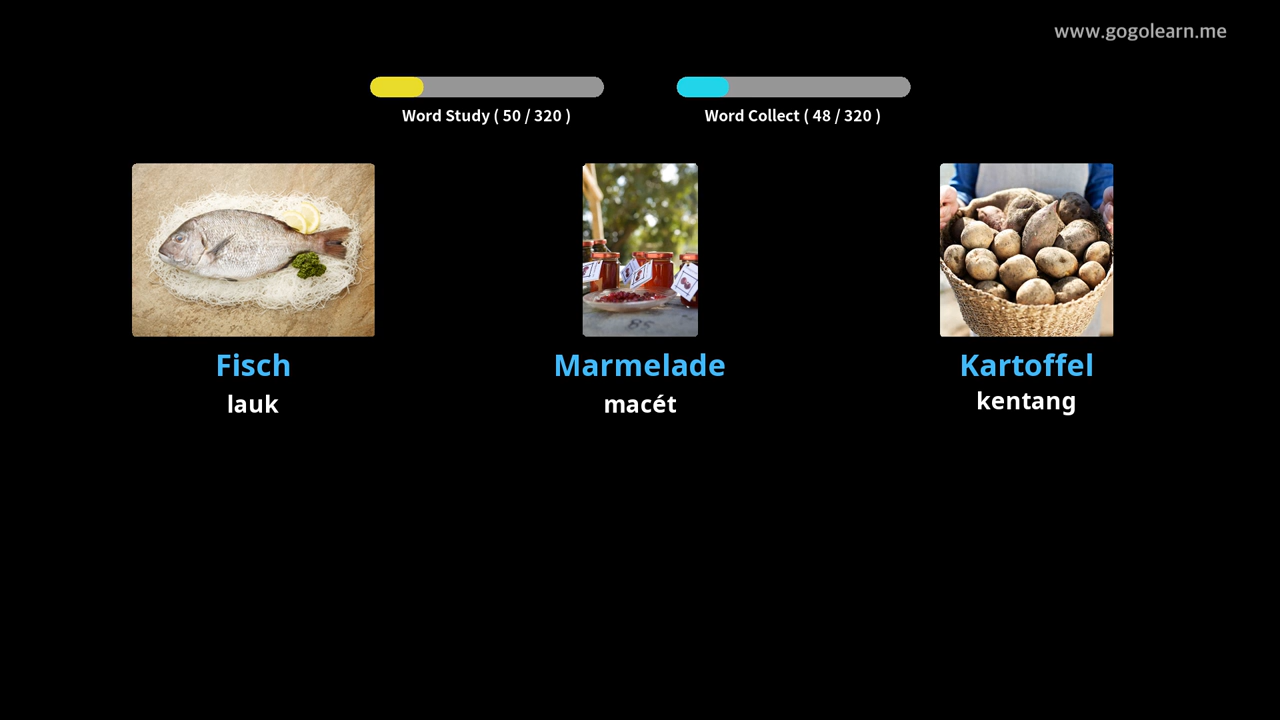 www.gogolearn.me
Word Study ( 50 / 320 )
Word Collect ( 48 / 320 )
Fisch
lauk
Marmelade
macét
Kartoffel
kentang